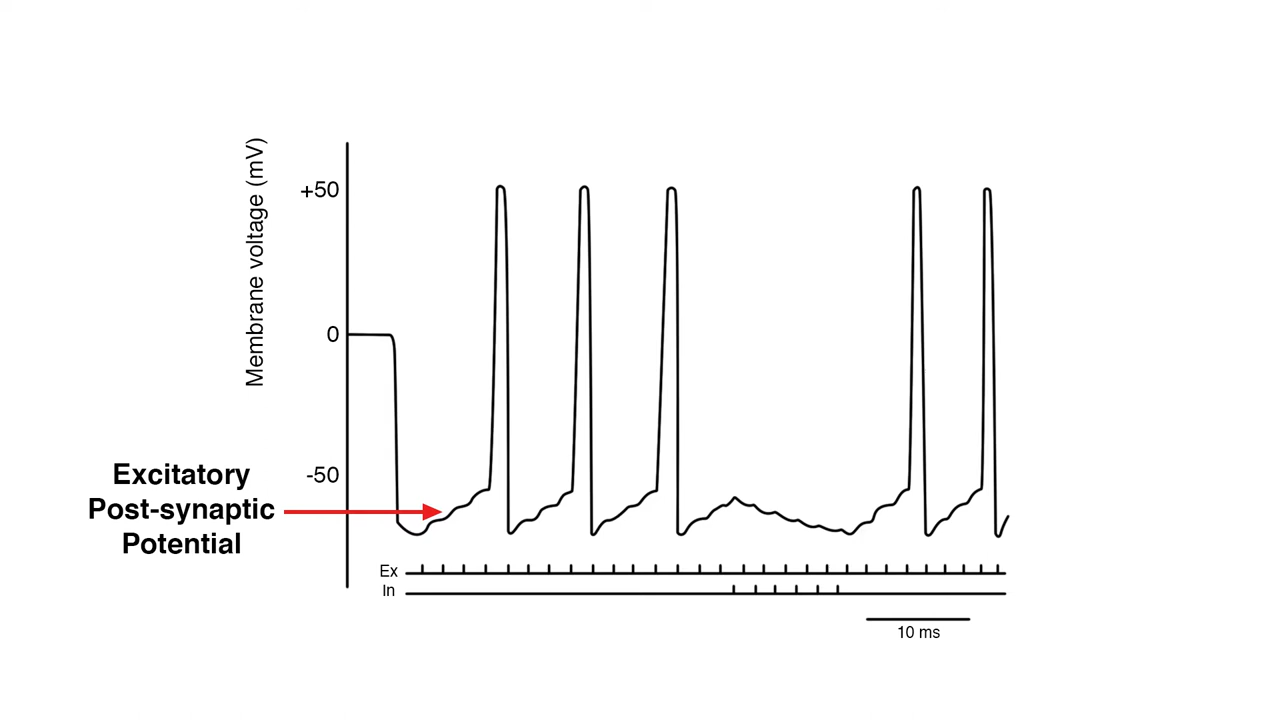 Membrane voltage (mV)
+50
0
-50
Excitatory
Post-synaptic
Potential
Ex
In
10 ms